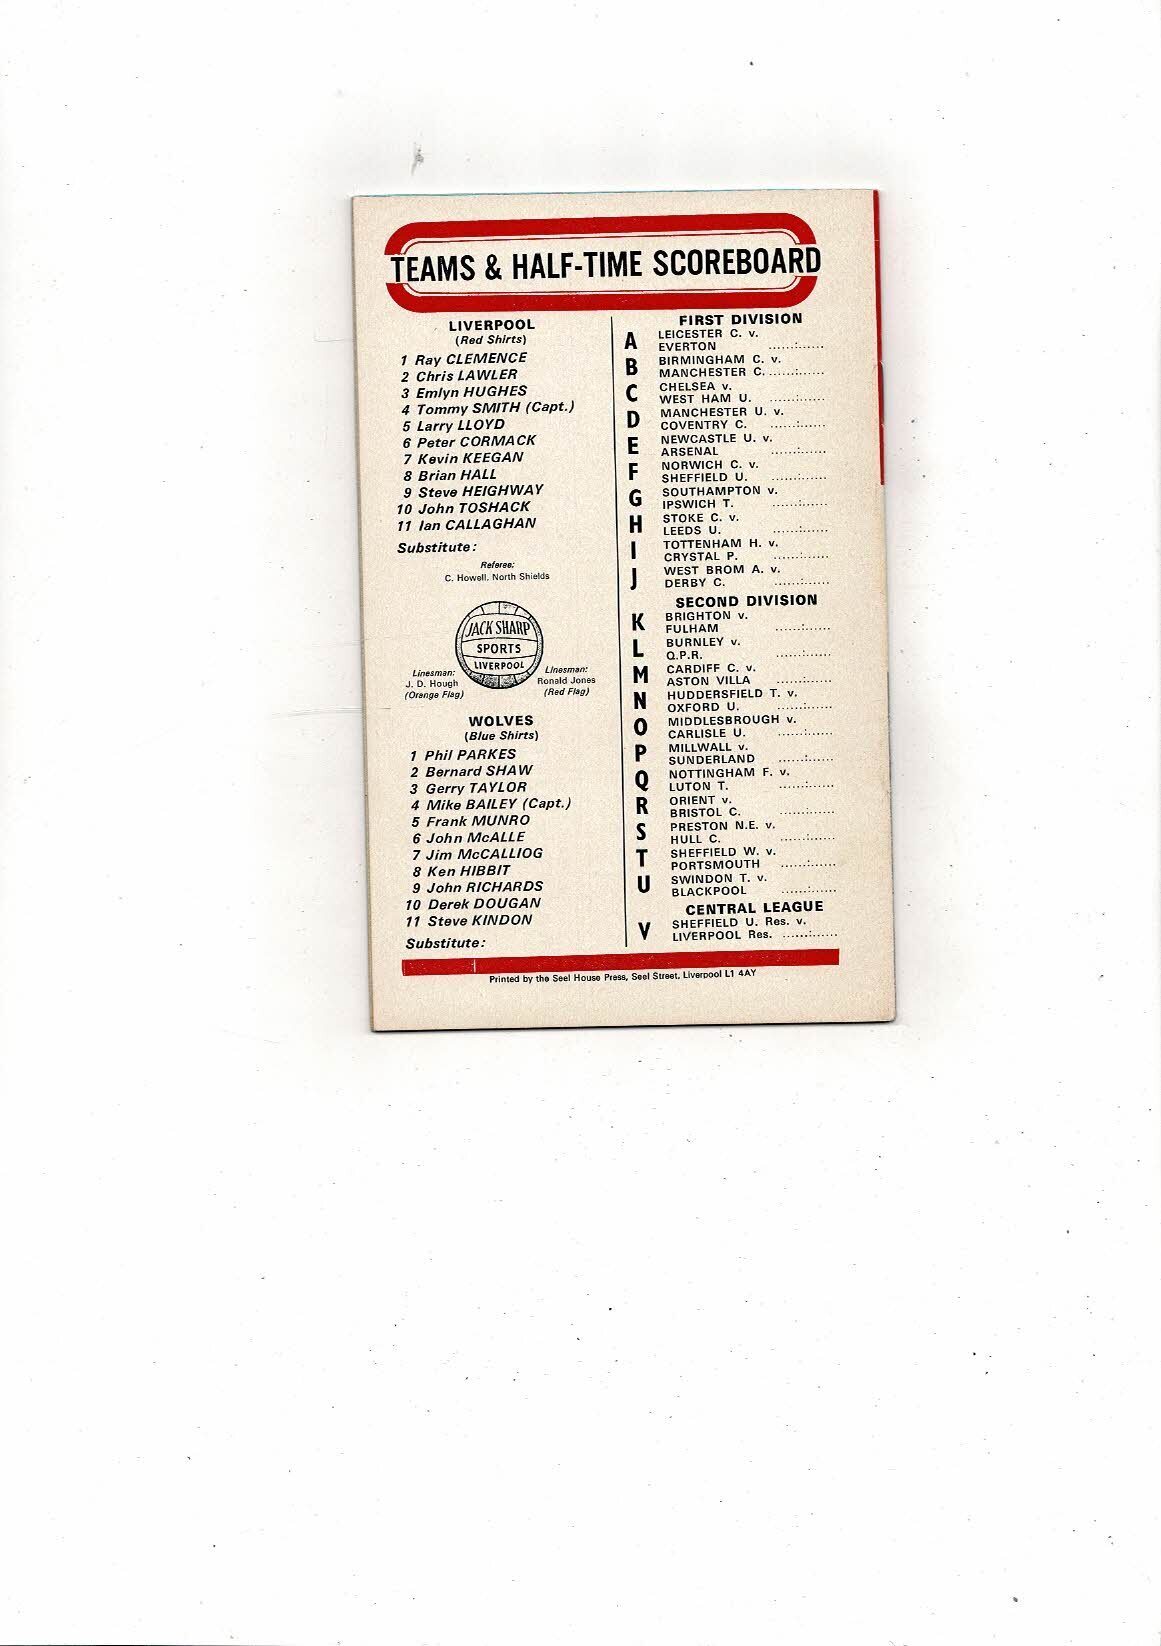 TEAMS & HALF-TIME SCOREBOARD
LIVERPOOL
(Red Shirts)
1 Ray CLEMENCE
2 Chris LAWLER
3 Emlyn HUGHES
4 Tommy SMITH (Capt.)
5 Larry LLOYD
6 Peter CORMACK
7 Kevin KEEGAN
8 Brian HALL
9 Steve HEIGHWAY
10 John TOSHACK
11 Ian CALLAGHAN
Substitute:
Referee:
C. Howell, North Shields
JACK SHARP
SPORTS
LIVERPOOL
Linesman:
J. D. Hough
(Orange Flag)
Linesman:
Ronald Jones
(Red Flag)
WOLVES
(Blue Shirts)
1 Phil PARKES
2 Bernard SHAW
3 Gerry TAYLOR
4 Mike BAILEY (Capt.)
5 Frank MUNRO
6 John McALLE
7 Jim McCALLIOG
8 Ken HIBBIT
9 John RICHARDS
10 Derek DOUGAN
11 Steve KINDON
Substitute:
FIRST DIVISION
A LEICESTER C. v.
EVERTON ......:......
B BIRMINGHAM C. v.
MANCHESTER C. ......:......
C CHELSEA v.
WEST HAM U. ......:......
D MANCHESTER U. v.
COVENTRY C. ......:......
E NEWCASTLE U. v.
ARSENAL ......:......
F NORWICH C. v.
SHEFFIELD U. ......:......
G SOUTHAMPTON v.
IPSWICH T. ......:......
H STOKE C. v.
LEEDS U. ......:......
I TOTTENHAM H. v.
CRYSTAL P. ......:......
J WEST BROM A. v.
DERBY C. ......:......
SECOND DIVISION
K BRIGHTON v.
FULHAM ......:......
L BURNLEY v.
Q.P.R. ......:......
M CARDIFF C. v.
ASTON VILLA ......:......
N HUDDERSFIELD T. v.
OXFORD U. ......:......
O MIDDLESBROUGH v.
CARLISLE U. ......:......
P MILLWALL v.
SUNDERLAND ......:......
Q NOTTINGHAM F. v.
LUTON T. ......:......
R ORIENT v.
BRISTOL C. ......:......
S PRESTON N.E. v.
HULL C. ......:......
T SHEFFIELD W. v.
PORTSMOUTH ......:......
U SWINDON T. v.
BLACKPOOL ......:......
CENTRAL LEAGUE
V SHEFFIELD U. Res. v.
LIVERPOOL Res. ......:......
Printed by the Seel House Press, Seel Street, Liverpool L1 4AY